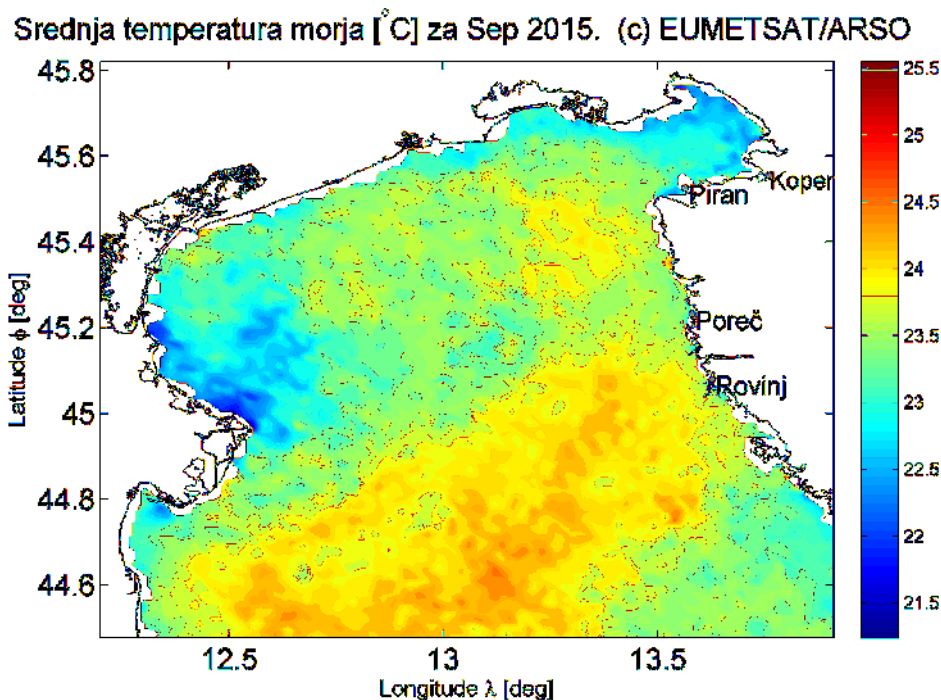 Srednja temperatura morja [°C] za Sep 2015. (c) EUMETSAT/ARSO
45.8
45.6
45.4
45.2
45
44.8
44.6
Latitude ϕ [deg]
Koper
Piran
Poreč
Rovinj
12.5
13
13.5
Longitude λ [deg]
25.5
25
24.5
24
23.5
23
22.5
22
21.5